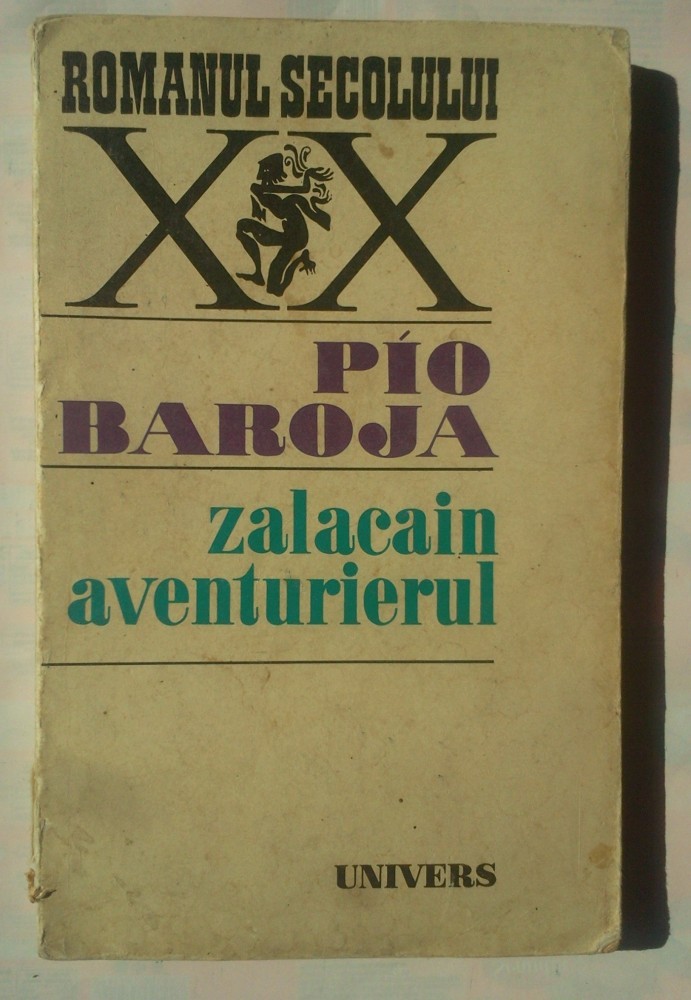 ROMANUL SECOLULUI
XX
PÍO
BAROJA
zalacain
aventurierul
UNIVERS